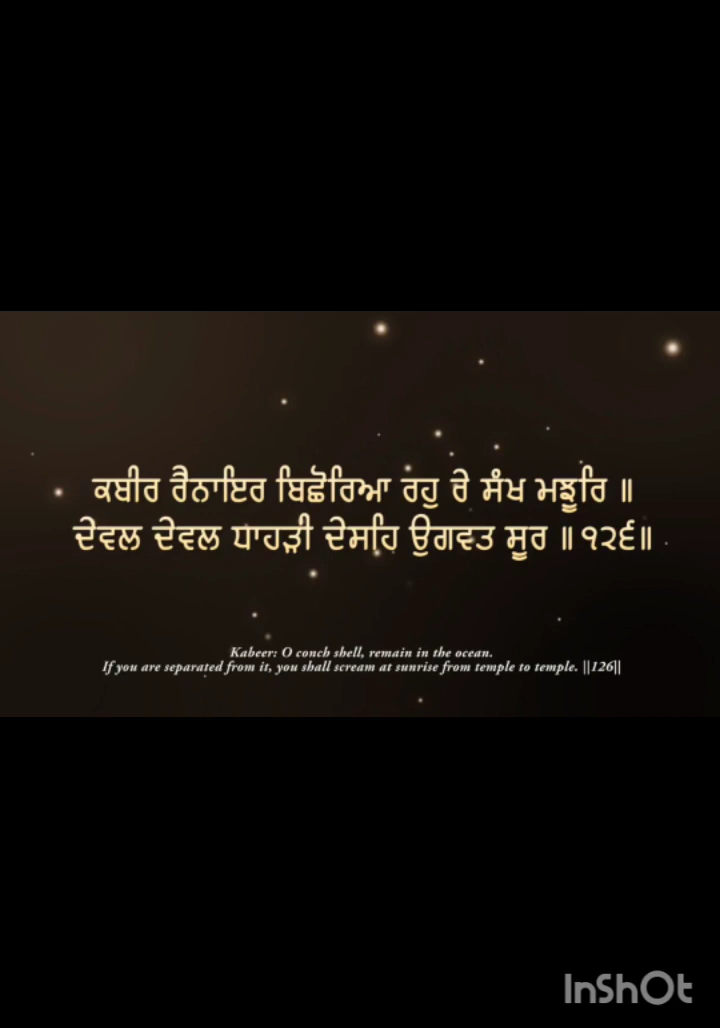 ਕਬੀਰ ਰੈਨਾਇਰ ਬਿਛੋਰਿਆ ਰਹੁ ਰੇ ਸੰਖ ਮਝੂਰਿ ॥
ਦੇਵਲ ਦੇਵਲ ਧਾਹੜੀ ਦੇਸਹਿ ਉਗਵਤ ਸੂਰ ॥੧੨੬॥
Kabeer: O conch shell, remain in the ocean.
If you are separated from it, you shall scream at sunrise from temple to temple. ||126||
InShOt